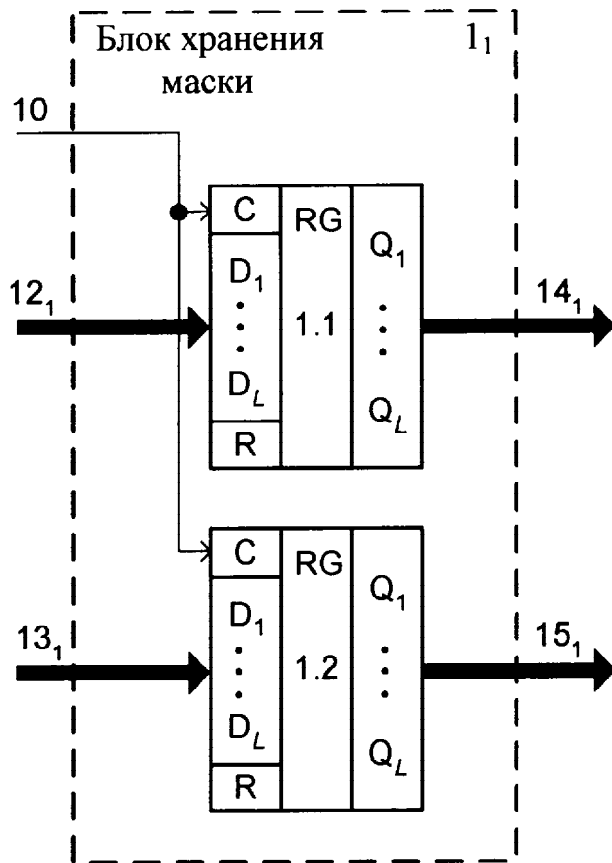 Блок хранения 1₁
маски
10
C
RG
Q₁
D₁
12₁
14₁
1.1
D_L
Q_L
R
C
RG
Q₁
D₁
13₁
15₁
1.2
D_L
Q_L
R